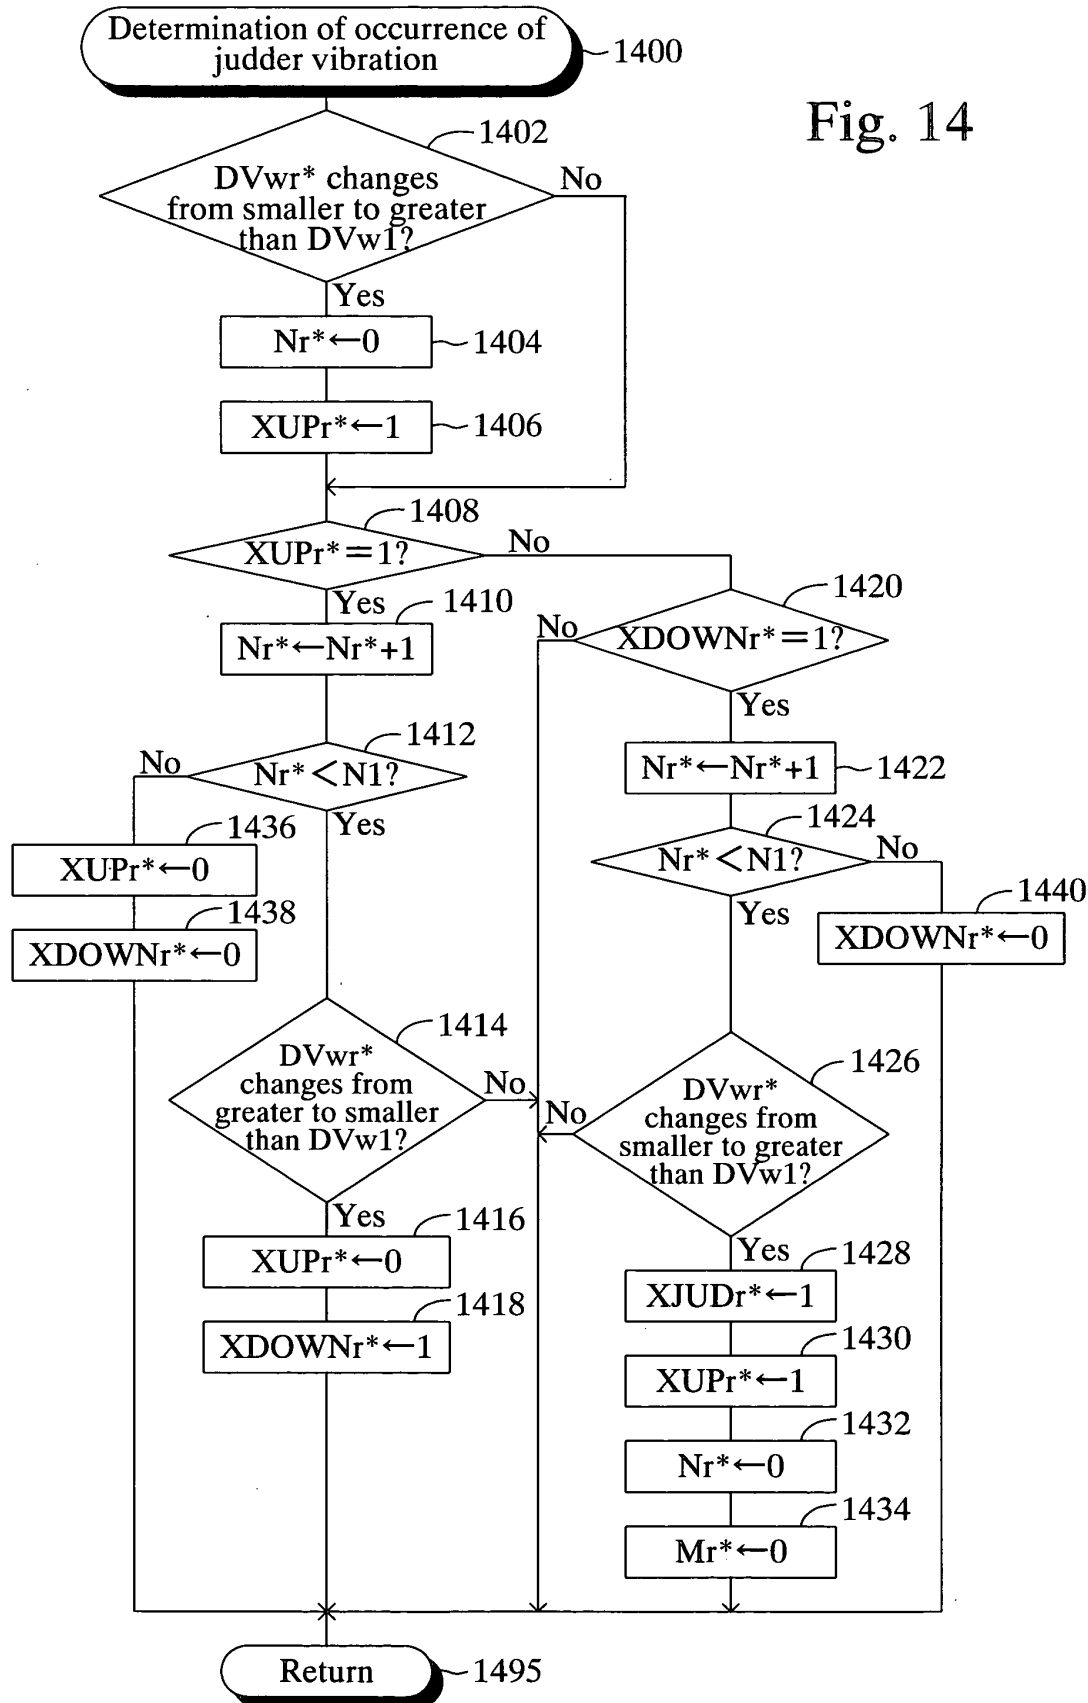 Determination of occurrence of
judder vibration
1400
Fig. 14
1402
DVwr* changes
from smaller to greater
than DVw1?
No
Yes
Nr*←0
1404
XUPr*←1
1406
1408
XUPr*=1?
No
Yes
1410
Nr*←Nr*+1
1420
No
XDOWNr*=1?
Yes
1412
No
Nr*<N1?
Yes
Nr*←Nr*+1
1422
1424
Nr*<N1?
No
Yes
1436
XUPr*←0
1438
XDOWNr*←0
1440
XDOWNr*←0
1414
DVwr*
changes from
greater to smaller
than DVw1?
No
Yes
1426
No
DVwr*
changes from
smaller to greater
than DVw1?
Yes
1416
XUPr*←0
1418
XDOWNr*←1
1428
XJUDr*←1
1430
XUPr*←1
1432
Nr*←0
1434
Mr*←0
Return
1495